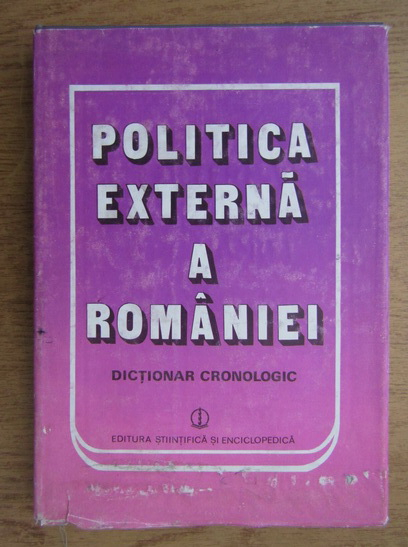 POLITICA
EXTERNĂ
A
ROMÂNIEI
DICȚIONAR CRONOLOGIC
EDITURA ȘTIINȚIFICĂ ȘI ENCICLOPEDICĂ